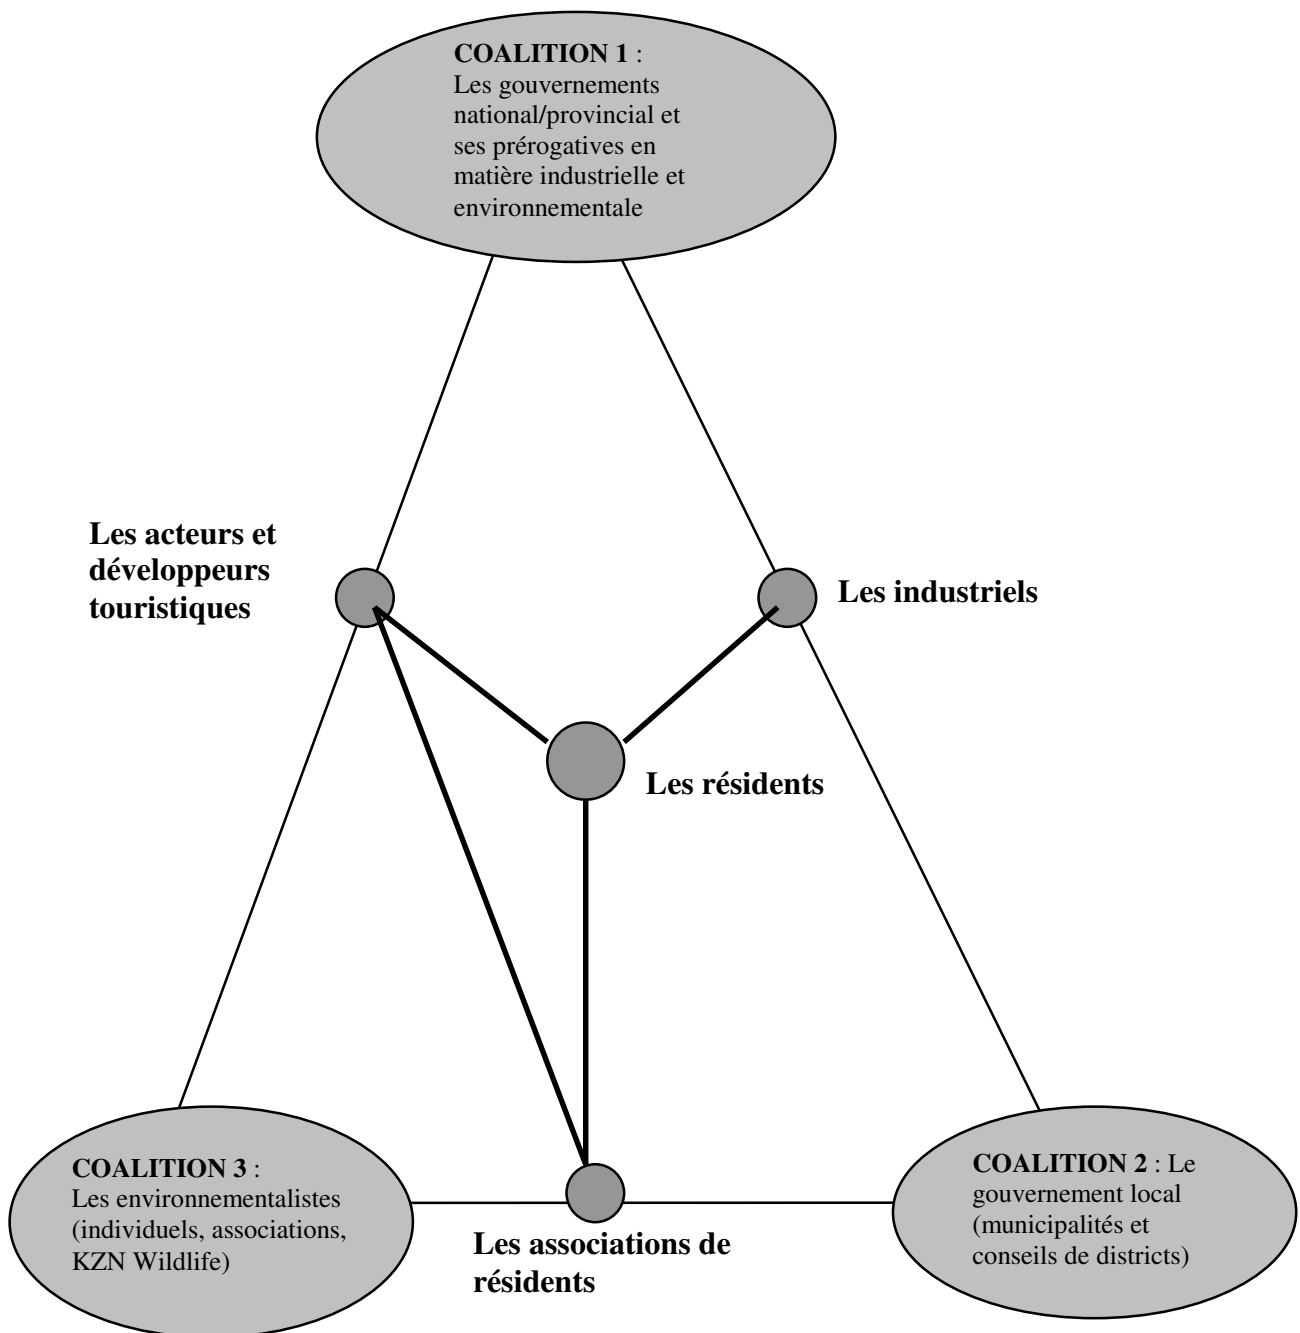 COALITION 1 :
Les gouvernements
national/provincial et
ses prérogatives en
matière industrielle et
environnementale
Les acteurs et
développeurs
touristiques
Les industriels
Les résidents
COALITION 3 :
Les environnementalistes
(individuels, associations,
KZN Wildlife)
COALITION 2 : Le
gouvernement local
(municipalités et
conseils de districts)
Les associations de
résidents